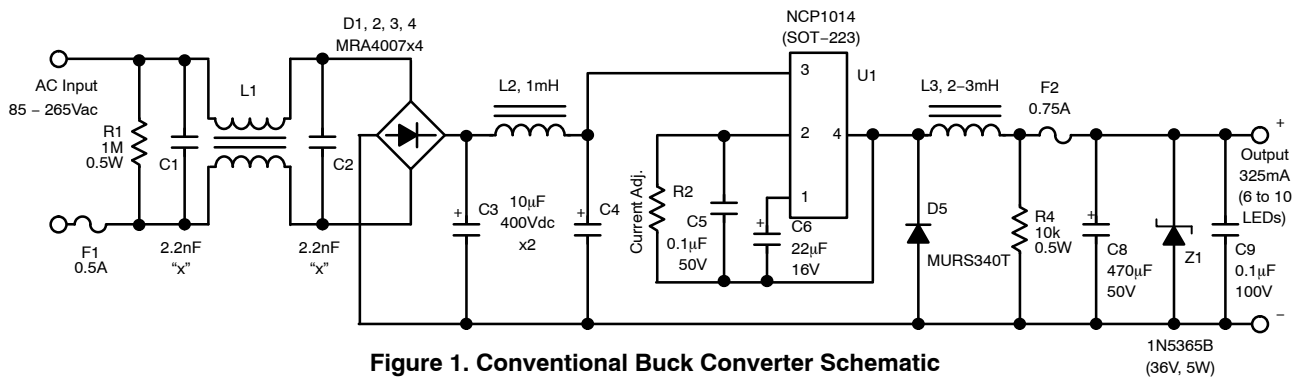 D1, 2, 3, 4
MRA4007x4
AC Input
85 − 265Vac
R1
1M
0.5W
C1
L1
C2
F1
0.5A
2.2nF
“x”
2.2nF
“x”
L2, 1mH
+
C3
10μF
400Vdc
x2
+
C4
NCP1014
(SOT−223)
U1
3
2
4
1
Current Adj.
R2
C5
0.1μF
50V
+
C6
22μF
16V
D5
MURS340T
L3, 2−3mH
F2
0.75A
R4
10k
0.5W
+
C8
470μF
50V
Z1
1N5365B
(36V, 5W)
C9
0.1μF
100V
+
Output
325mA
(6 to 10
LEDs)
−
Figure 1. Conventional Buck Converter Schematic